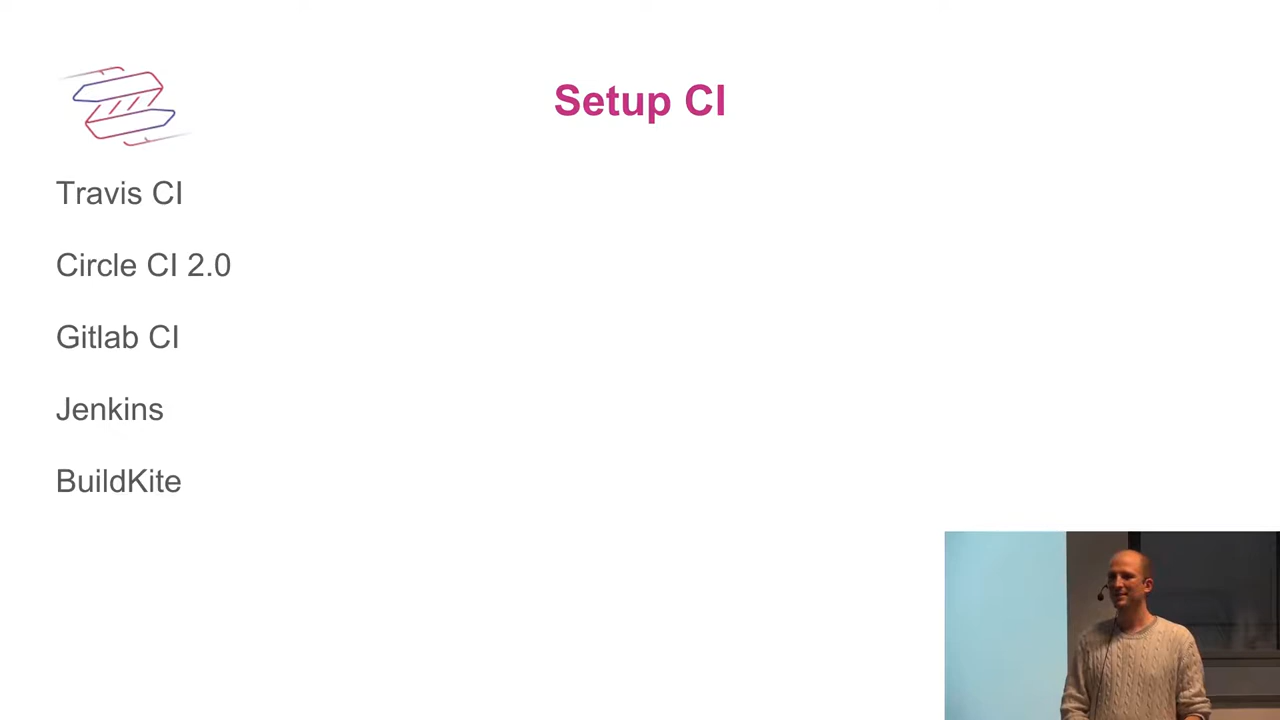 Setup CI
Travis CI
Circle CI 2.0
Gitlab CI
Jenkins
BuildKite